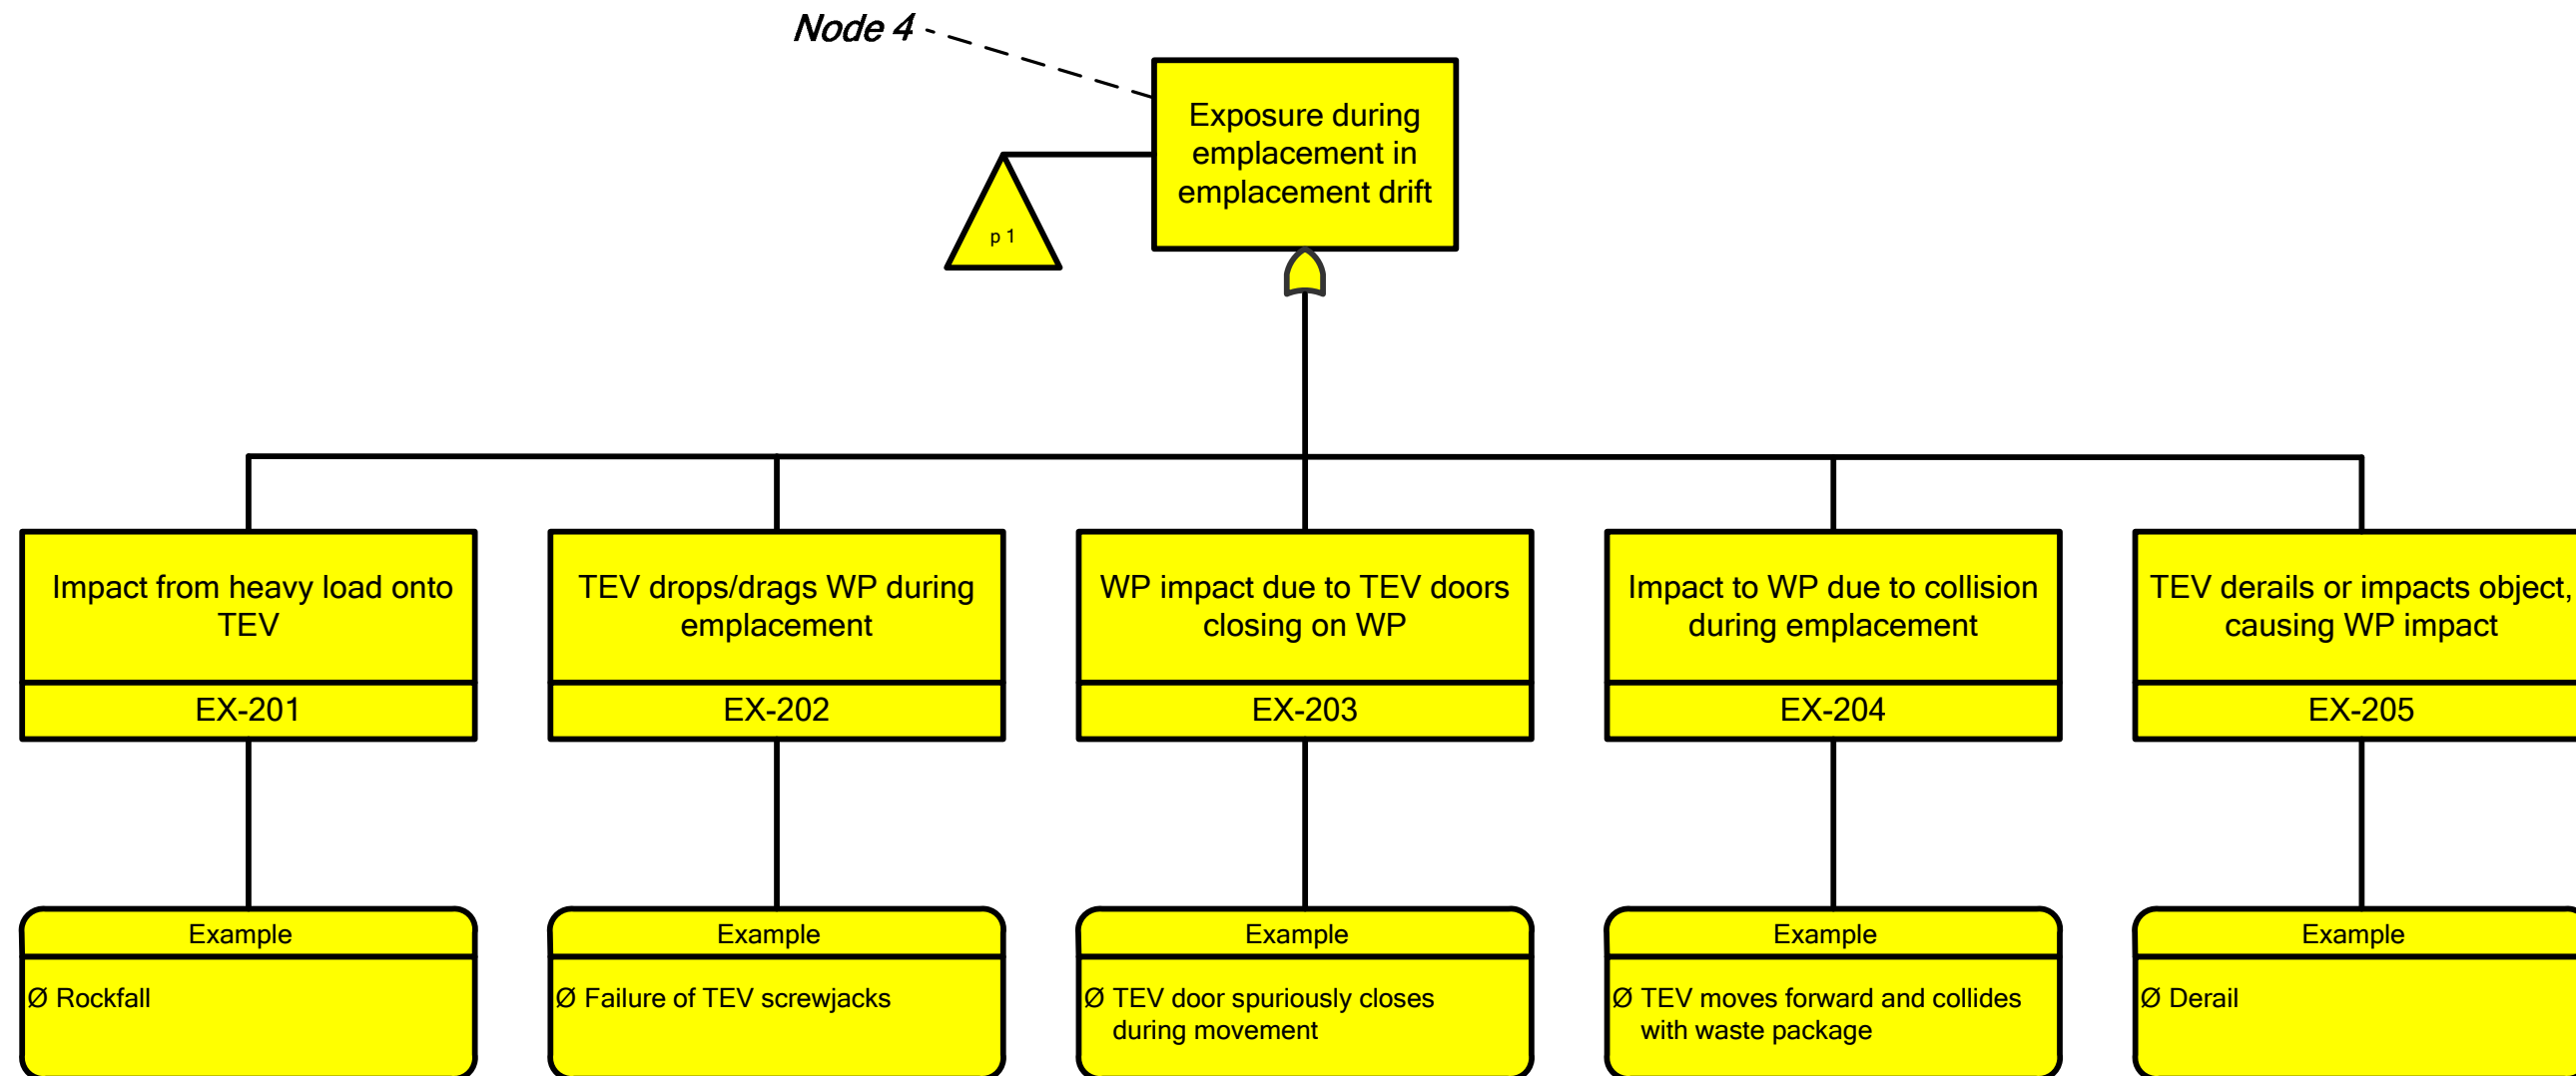 Node 4
Exposure during
emplacement in
emplacement drift
p 1
Impact from heavy load onto
TEV
EX-201
TEV drops/drags WP during
emplacement
EX-202
WP impact due to TEV doors
closing on WP
EX-203
Impact to WP due to collision
during emplacement
EX-204
TEV derails or impacts object,
causing WP impact
EX-205
Example
Ø Rockfall
Example
Ø Failure of TEV screwjacks
Example
Ø TEV door spuriously closes
during movement
Example
Ø TEV moves forward and collides
with waste package
Example
Ø Derail